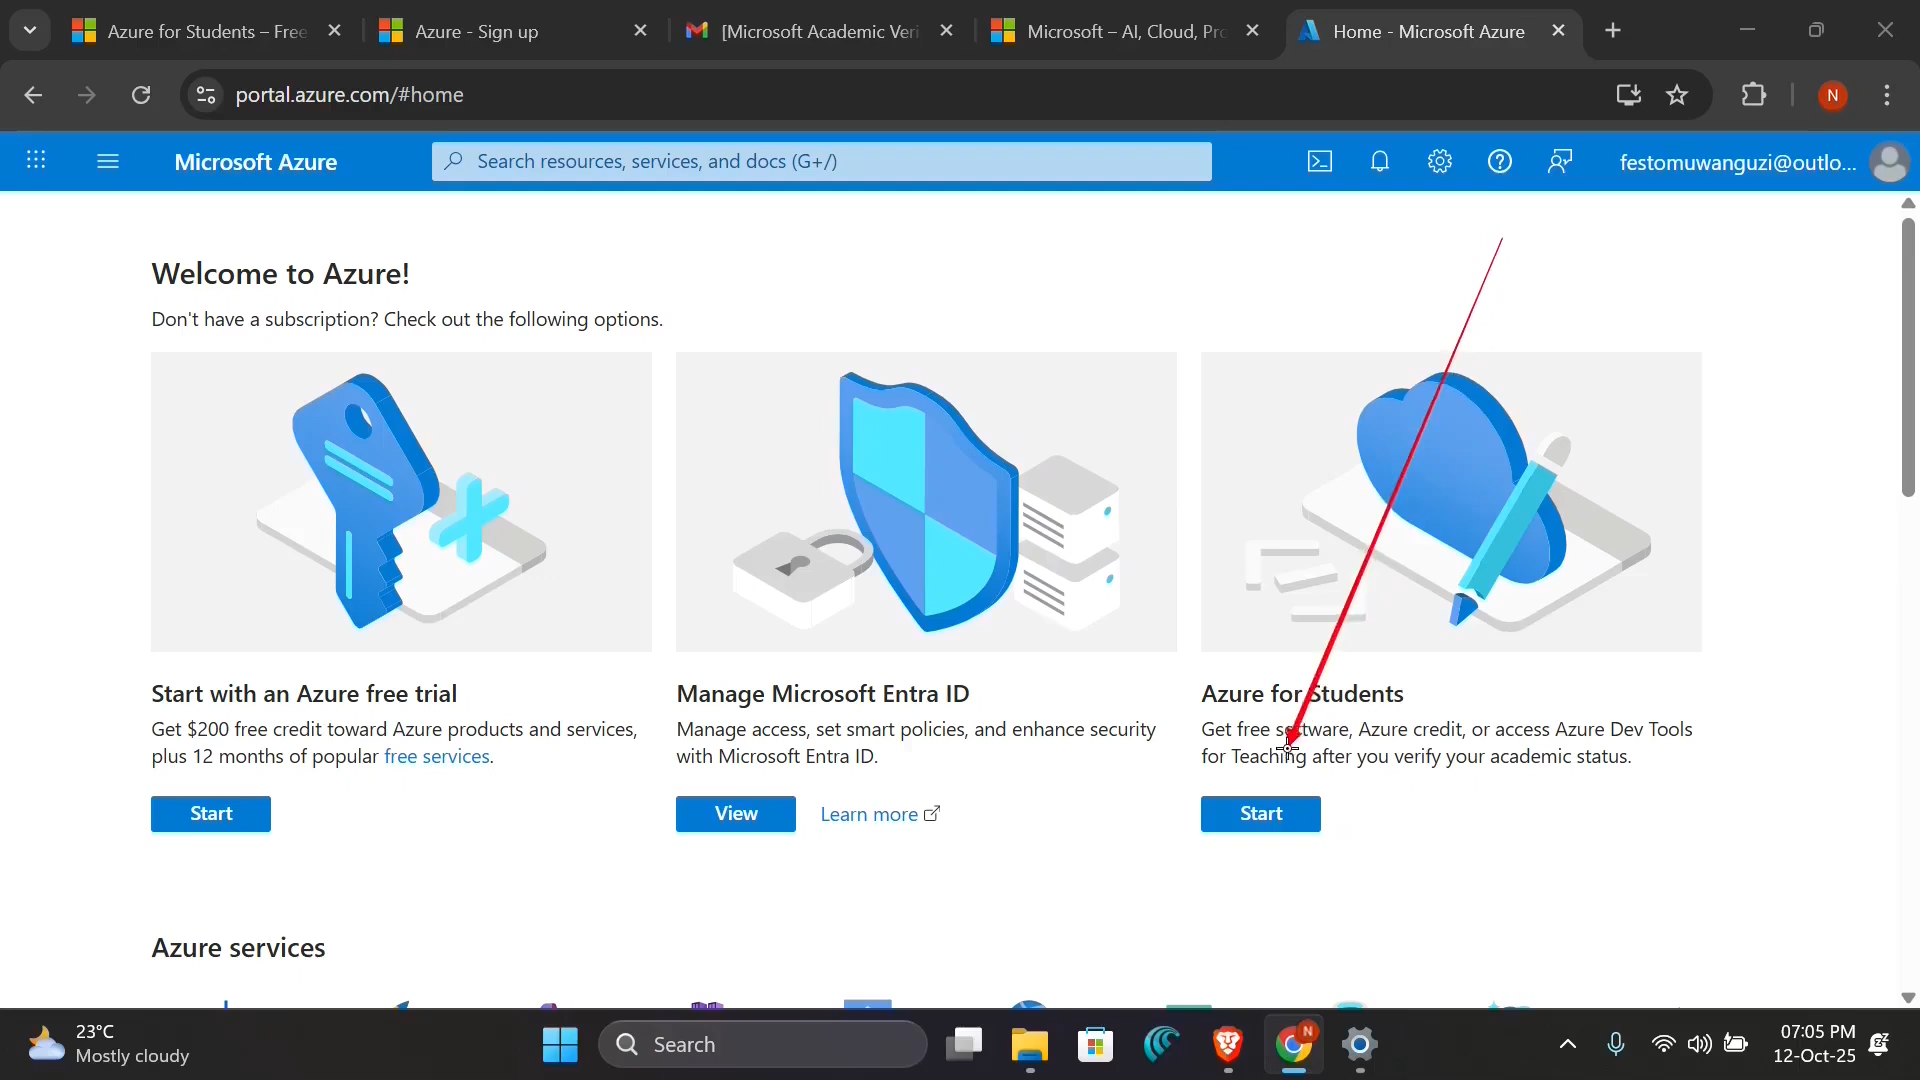 Azure for Students – Free
Azure - Sign up
[Microsoft Academic Veri
Microsoft – AI, Cloud, Pro
Home - Microsoft Azure
portal.azure.com/#home
N
Microsoft Azure
Search resources, services, and docs (G+/)
festomuwanguzi@outlo...
Welcome to Azure!
Don't have a subscription? Check out the following options.
Start with an Azure free trial
Get $200 free credit toward Azure products and services,
plus 12 months of popular free services.
Start
Manage Microsoft Entra ID
Manage access, set smart policies, and enhance security
with Microsoft Entra ID.
View
Learn more
Azure for Students
Get free software, Azure credit, or access Azure Dev Tools
for Teaching after you verify your academic status.
Start
Azure services
23°C
Mostly cloudy
Search
N
07:05 PM
12-Oct-25